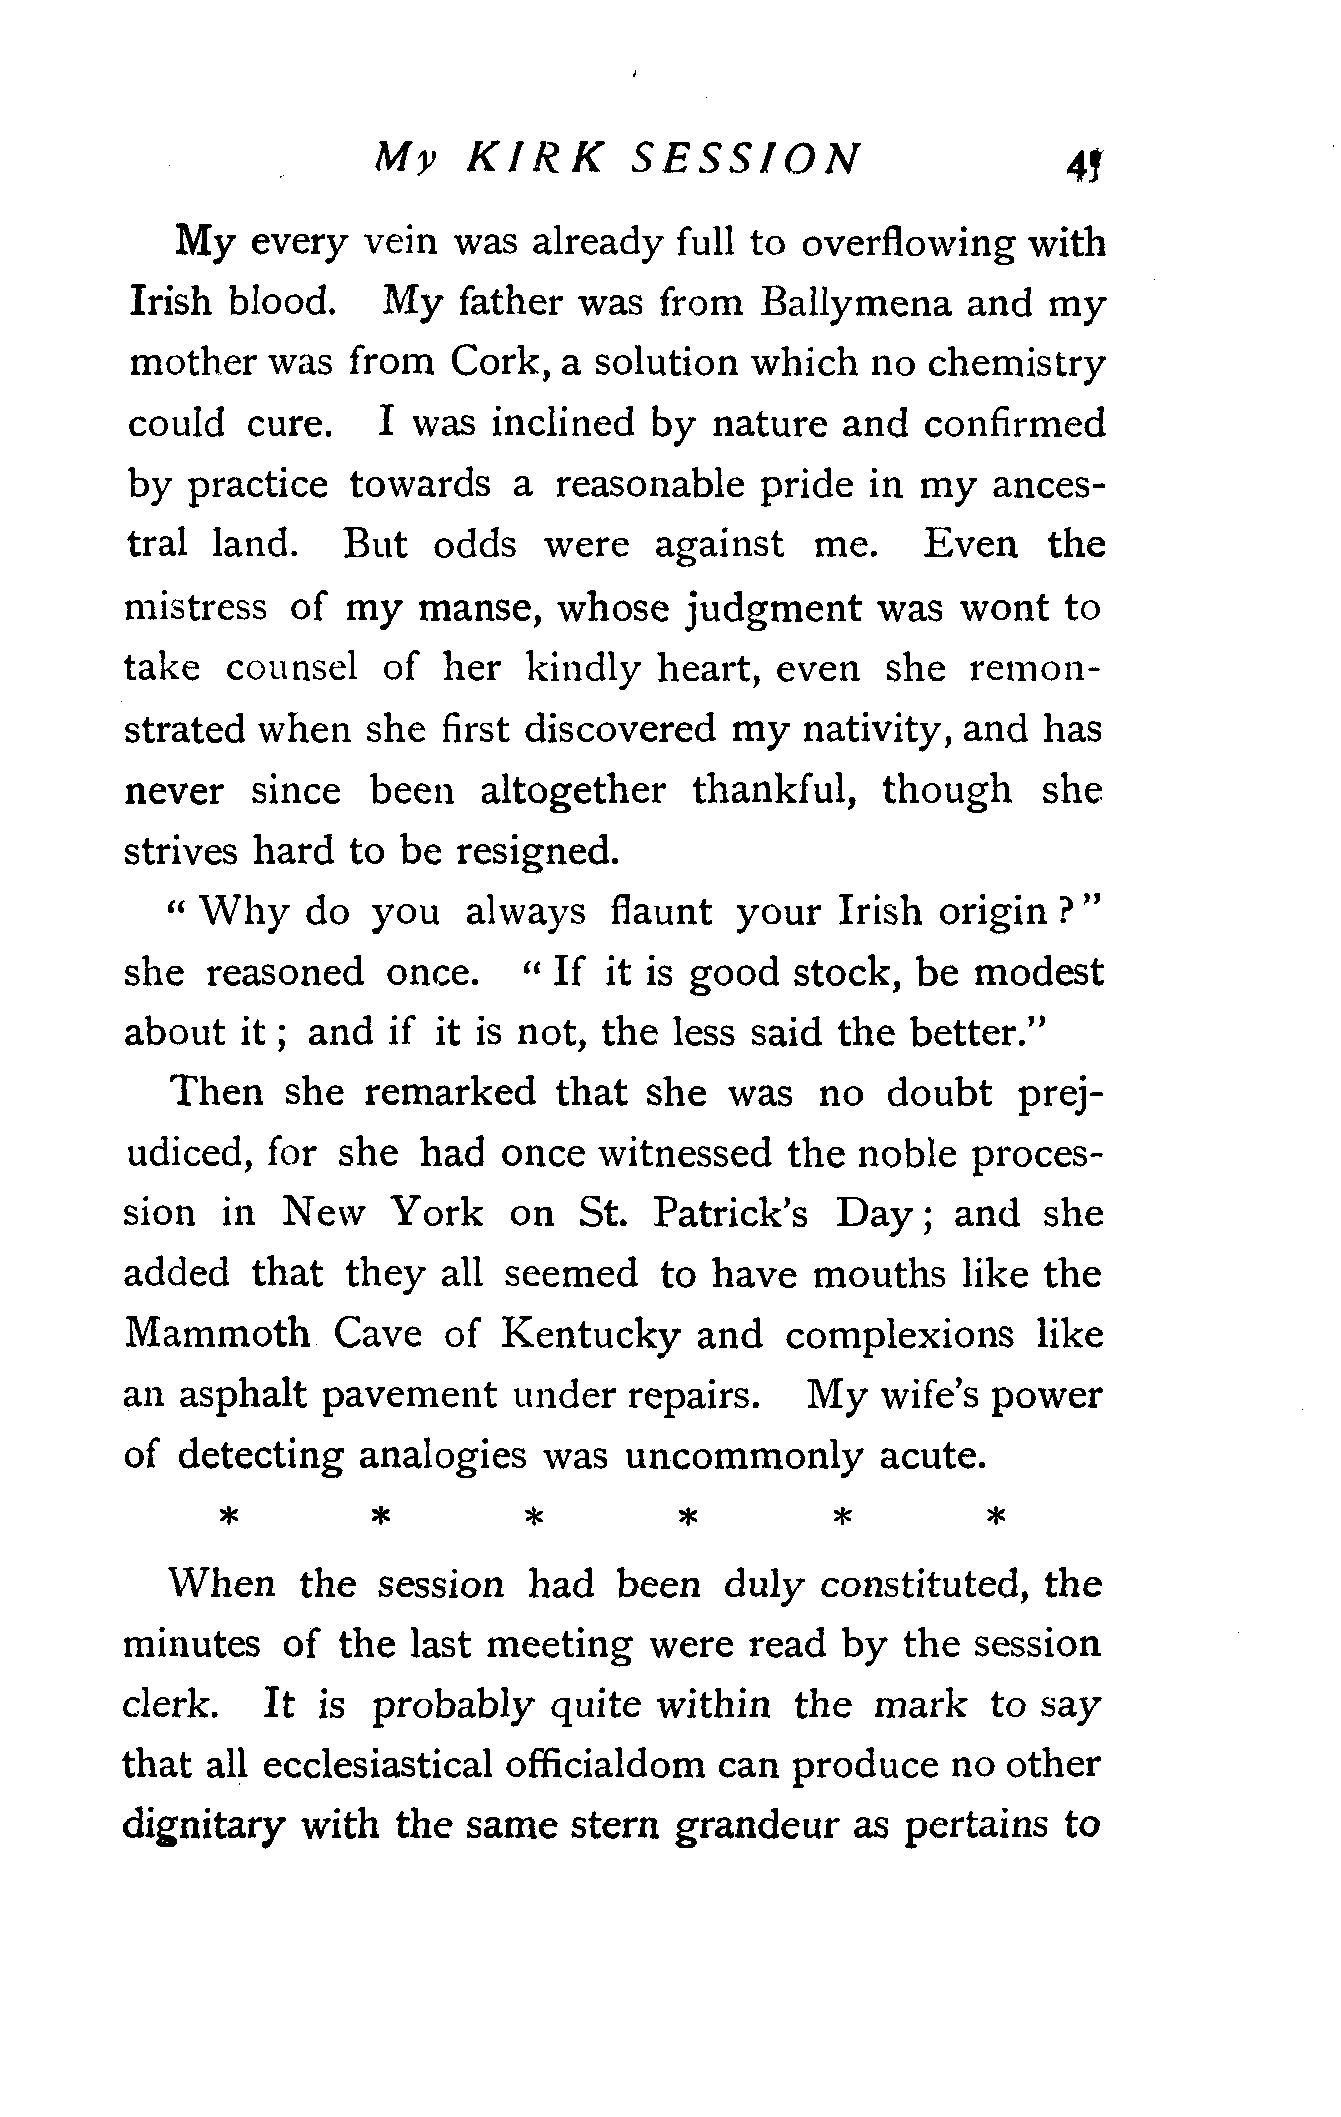 My KIRK SESSION
My every vein was already full to overflowing with
Irish blood. My father was from Ballymena and my
mother was from Cork, a solution which no chemistry
could cure. I was inclined by nature and confirmed
by practice towards a reasonable pride in my ances-
tral land. But odds were against me. Even the
mistress of my manse, whose judgment was wont to
take counsel of her kindly heart, even she remon-
strated when she first discovered my nativity, and has
never since been altogether thankful, though she
strives hard to be resigned.
“ Why do you always flaunt your Irish origin ? ”
she reasoned once. “ If it is good stock, be modest
about it ; and if it is not, the less said the better.”
Then she remarked that she was no doubt prej-
udiced, for she had once witnessed the noble proces-
sion in New York on St. Patrick's Day ; and she
added that they all seemed to have mouths like the
Mammoth Cave of Kentucky and complexions like
an asphalt pavement under repairs. My wife's power
of detecting analogies was uncommonly acute.
* * * * * *
When the session had been duly constituted, the
minutes of the last meeting were read by the session
clerk. It is probably quite within the mark to say
that all ecclesiastical officialdom can produce no other
dignitary with the same stern grandeur as pertains to